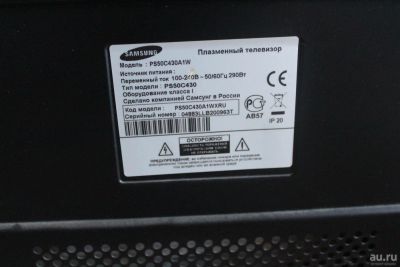 SAMSUNG
Плазменный телевизор
Модель : PS50C430A1W
Источник питания :
Переменный ток 100-240В ~ 50/60Гц 290Вт
Тип модели : PS50C430
Оборудование класса I
Сделано компанией Самсунг в России
Код модели : PS50C430A1WXRU
Серийный номер :
АВ57
IP 20
ОСТОРОЖНО
au.ru